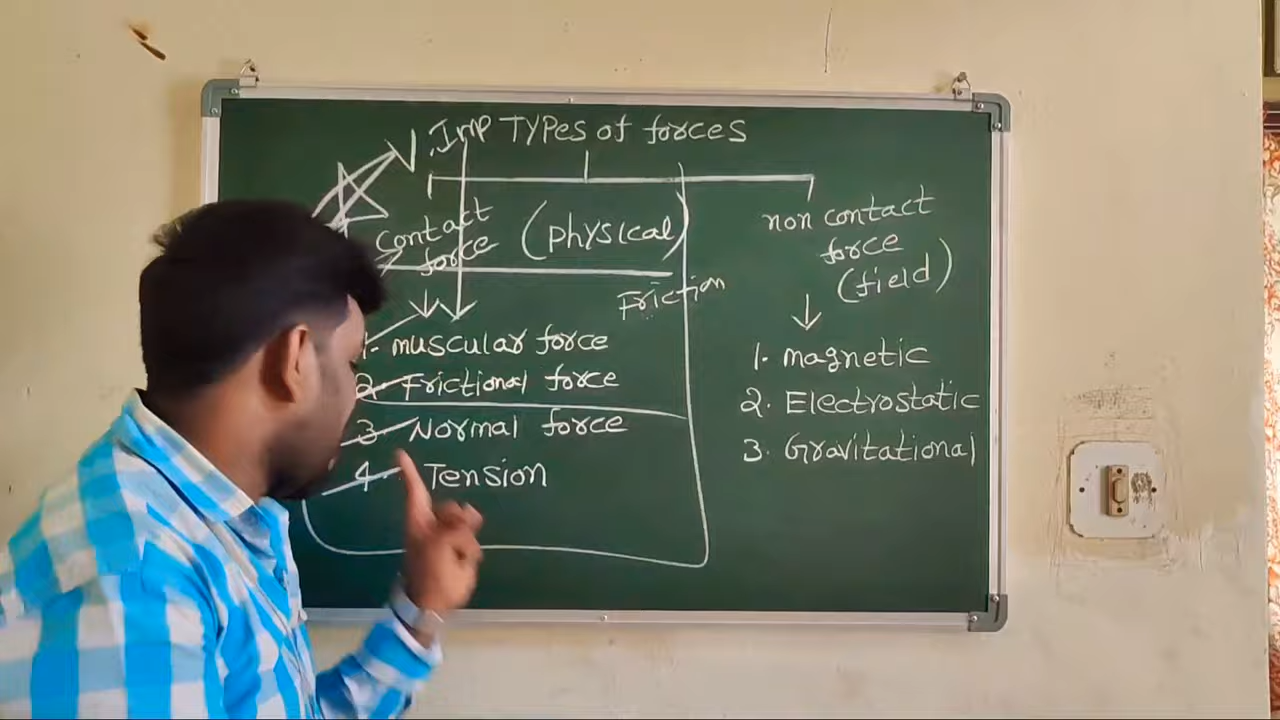 .Imp TYPes of forces
contact force (physical)
Friction
1. muscular force
2. Frictional force
3. Normal force
4. Tension
non contact
force
(field)
1. magnetic
2. Electrostatic
3. Gravitational